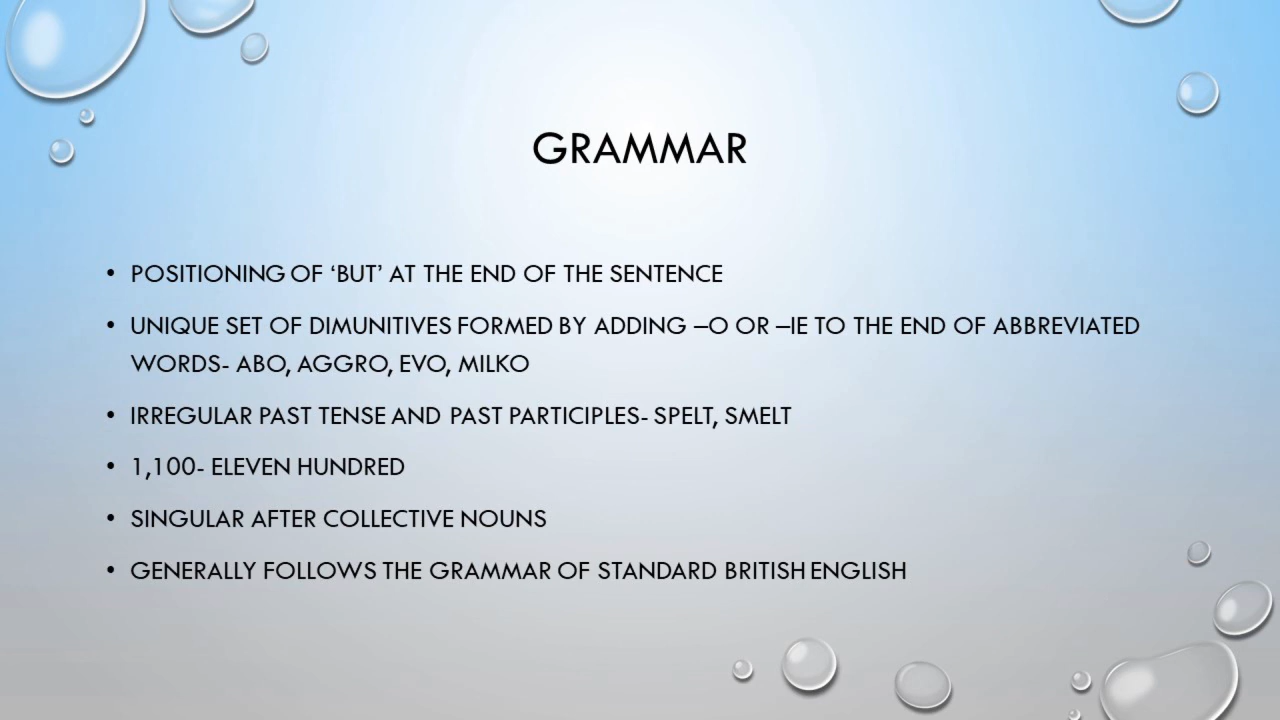 GRAMMAR
• POSITIONING OF ‘BUT’ AT THE END OF THE SENTENCE
• UNIQUE SET OF DIMUNITIVES FORMED BY ADDING –O OR –IE TO THE END OF ABBREVIATED
WORDS- ABO, AGGRO, EVO, MILKO
• IRREGULAR PAST TENSE AND PAST PARTICIPLES- SPELT, SMELT
• 1,100- ELEVEN HUNDRED
• SINGULAR AFTER COLLECTIVE NOUNS
• GENERALLY FOLLOWS THE GRAMMAR OF STANDARD BRITISH ENGLISH